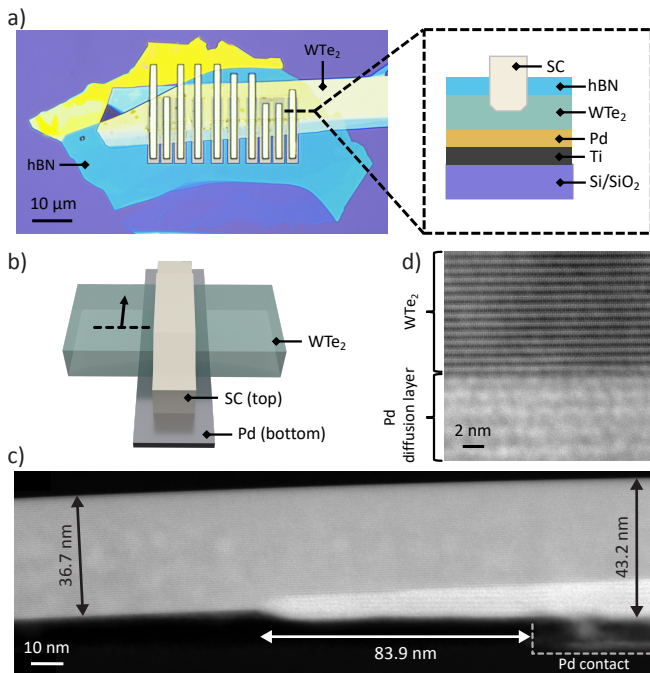 a)
WTe₂
hBN
10 µm
SC
hBN
WTe₂
Pd
Ti
Si/SiO₂
b)
WTe₂
SC (top)
Pd (bottom)
d)
WTe₂
Pd
diffusion layer
2 nm
c)
36.7 nm
43.2 nm
10 nm
83.9 nm
Pd contact